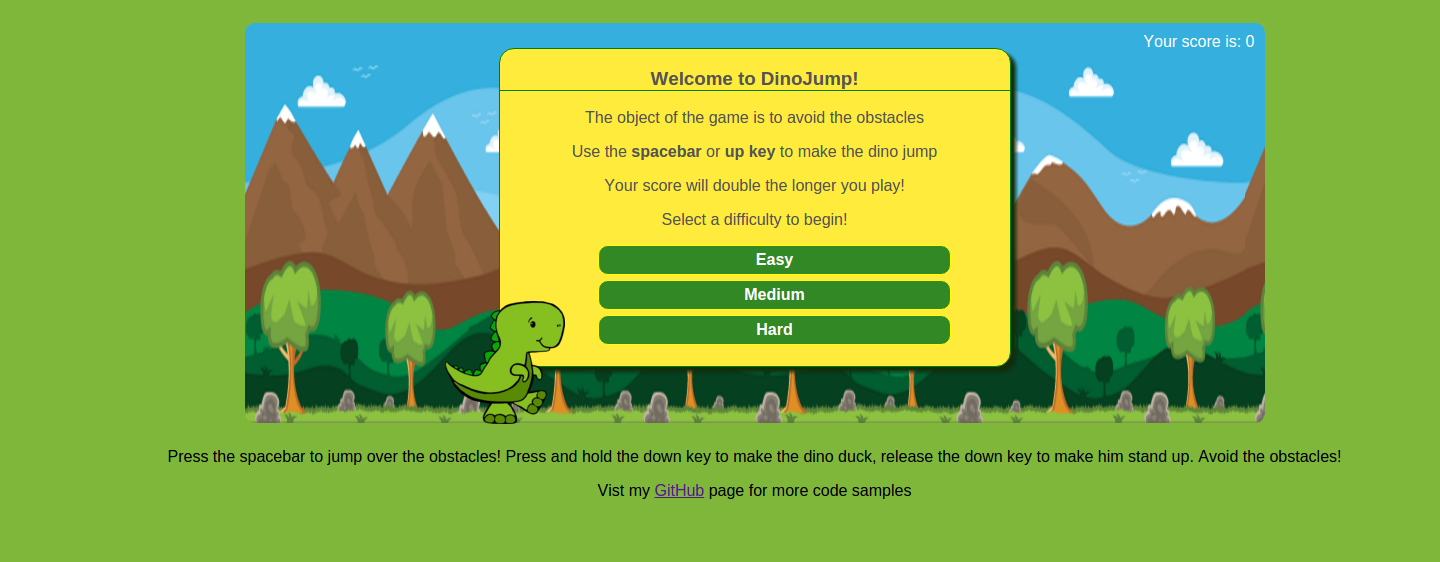 Your score is: 0
Welcome to DinoJump!
The object of the game is to avoid the obstacles
Use the spacebar or up key to make the dino jump
Your score will double the longer you play!
Select a difficulty to begin!
Easy
Medium
Hard
Press the spacebar to jump over the obstacles! Press and hold the down key to make the dino duck, release the down key to make him stand up. Avoid the obstacles!
Vist my GitHub page for more code samples